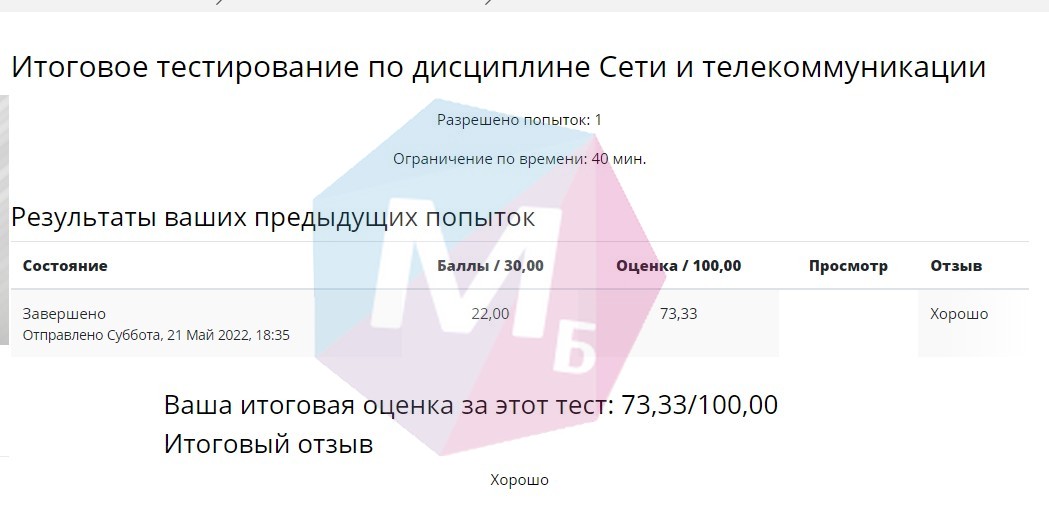 Итоговое тестирование по дисциплине Сети и телекоммуникации
Разрешено попыток: 1
Ограничение по времени: 40 мин.
Результаты ваших предыдущих попыток
Состояние Баллы / 30,00 Оценка / 100,00 Просмотр Отзыв
Завершено 22,00 73,33 Хорошо
Отправлено Суббота, 21 Май 2022, 18:35
Ваша итоговая оценка за этот тест: 73,33/100,00
Итоговый отзыв
Хорошо
МБ